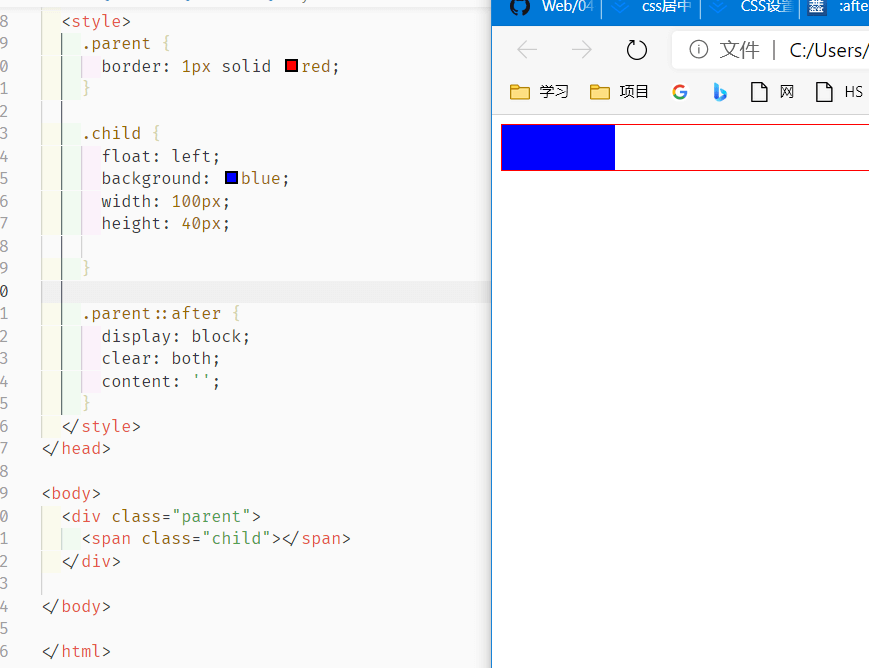 8 <style>
9 .parent {
0 border: 1px solid red;
1 }
2
3 .child {
4 float: left;
5 background: blue;
6 width: 100px;
7 height: 40px;
8
9 }
0
1 .parent::after {
2 display: block;
3 clear: both;
4 content: '';
5 }
6 </style>
7 </head>
8
9 <body>
0 <div class="parent">
1 <span class="child"></span>
2 </div>
3
4 </body>
5
6 </html>
Web/04 css居中 CSS设置 :afte
文件 | C:/Users/
学习 项目 网 HS